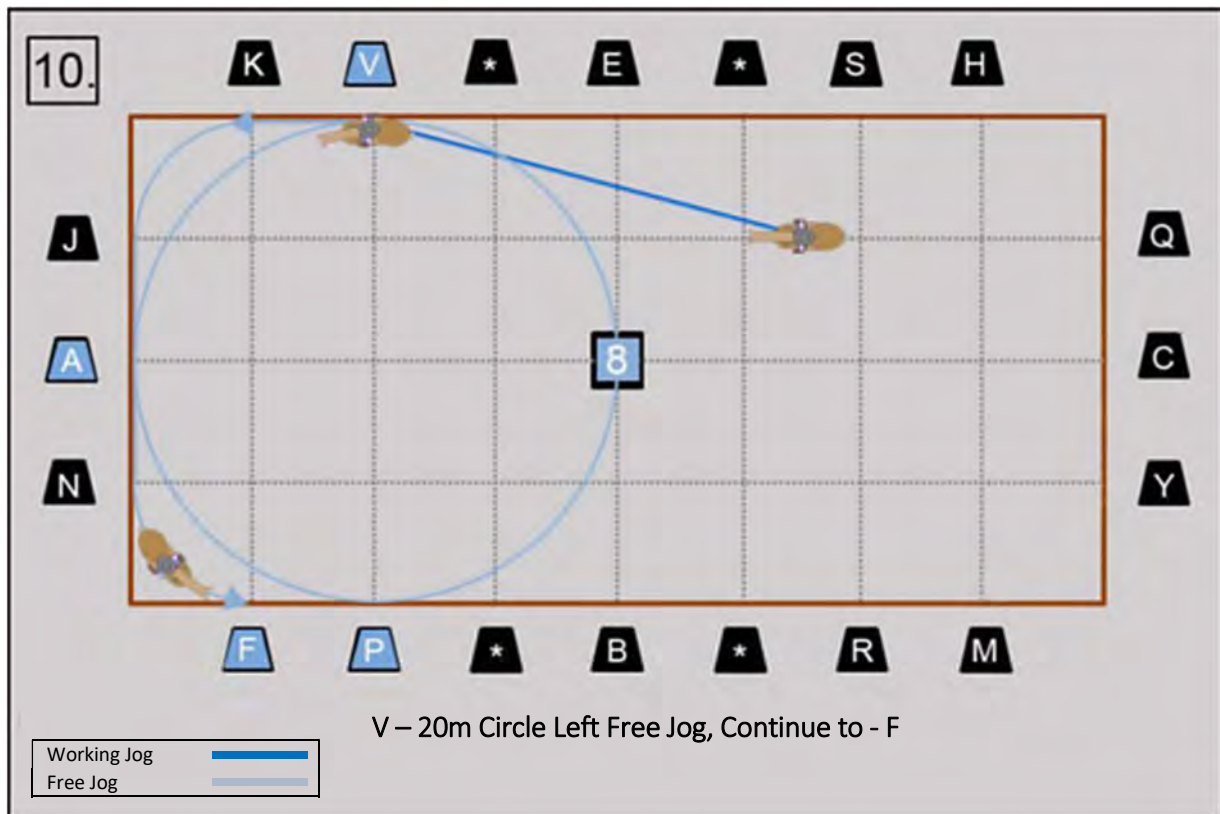 10.
K V * E * S H
J Q
A 8 C
N Y
F P * B * R M
V – 20m Circle Left Free Jog, Continue to - F
Working Jog
Free Jog